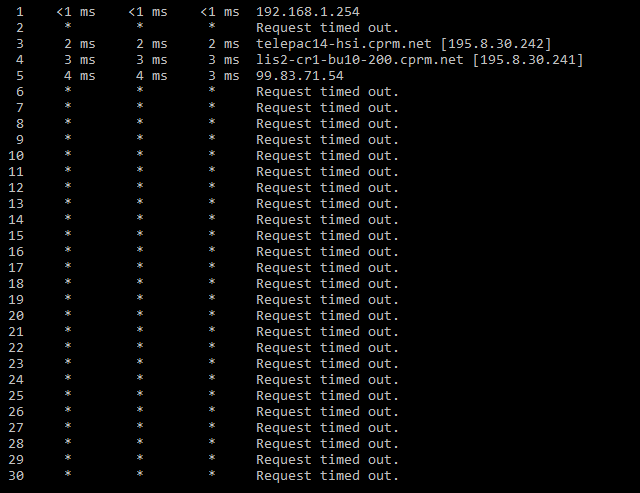 1 <1 ms <1 ms <1 ms 192.168.1.254
2 * * * Request timed out.
3 2 ms 2 ms 2 ms telepac14-hsi.cprm.net [195.8.30.242]
4 3 ms 3 ms 3 ms lis2-cr1-bu10-200.cprm.net [195.8.30.241]
5 4 ms 4 ms 3 ms 99.83.71.54
6 * * * Request timed out.
7 * * * Request timed out.
8 * * * Request timed out.
9 * * * Request timed out.
10 * * * Request timed out.
11 * * * Request timed out.
12 * * * Request timed out.
13 * * * Request timed out.
14 * * * Request timed out.
15 * * * Request timed out.
16 * * * Request timed out.
17 * * * Request timed out.
18 * * * Request timed out.
19 * * * Request timed out.
20 * * * Request timed out.
21 * * * Request timed out.
22 * * * Request timed out.
23 * * * Request timed out.
24 * * * Request timed out.
25 * * * Request timed out.
26 * * * Request timed out.
27 * * * Request timed out.
28 * * * Request timed out.
29 * * * Request timed out.
30 * * * Request timed out.